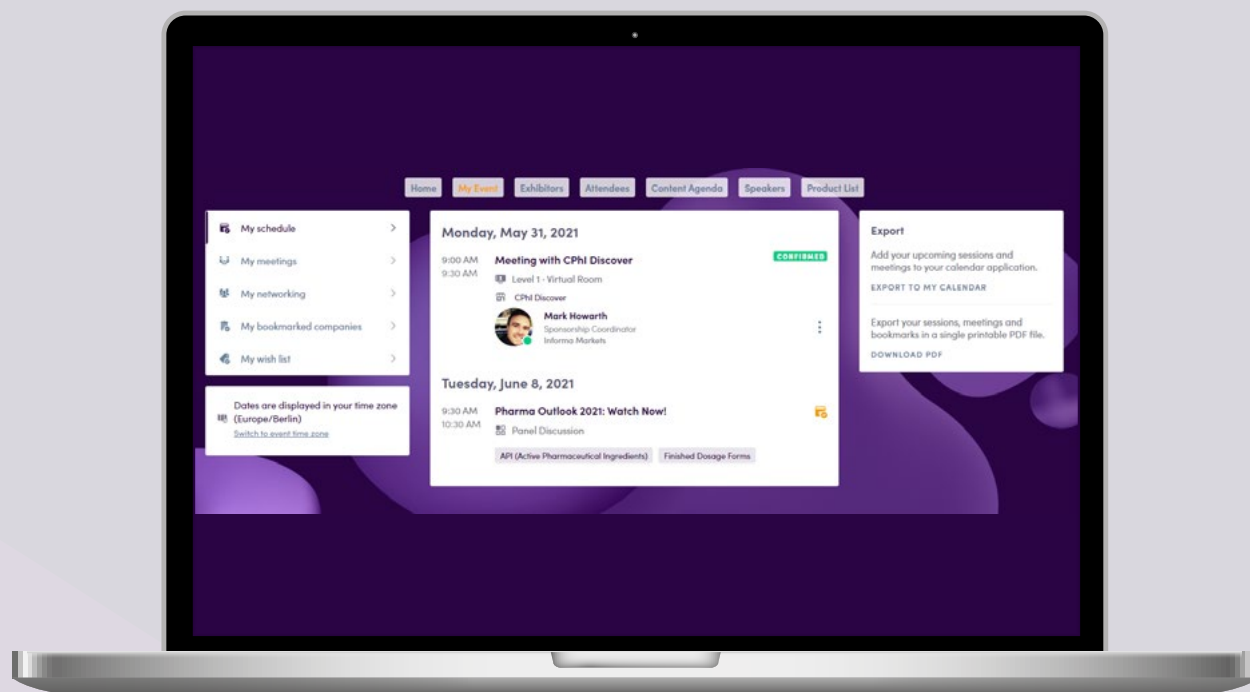 Home My Event Exhibitors Attendees Content Agenda Speakers Product List
My schedule
My meetings
My networking
My bookmarked companies
My wish list
Dates are displayed in your time zone
(Europe/Berlin)
Switch to event time zone
Monday, May 31, 2021
9:00 AM
9:30 AM
Meeting with CPhI Discover
CONFIRMED
Level 1 - Virtual Room
CPhI Discover
Mark Howarth
Sponsorship Coordinator
Informa Markets
Tuesday, June 8, 2021
9:30 AM
10:30 AM
Pharma Outlook 2021: Watch Now!
Panel Discussion
API (Active Pharmaceutical Ingredients) Finished Dosage Forms
Export
Add your upcoming sessions and
meetings to your calendar application.
EXPORT TO MY CALENDAR
Export your sessions, meetings and
bookmarks in a single printable PDF file.
DOWNLOAD PDF